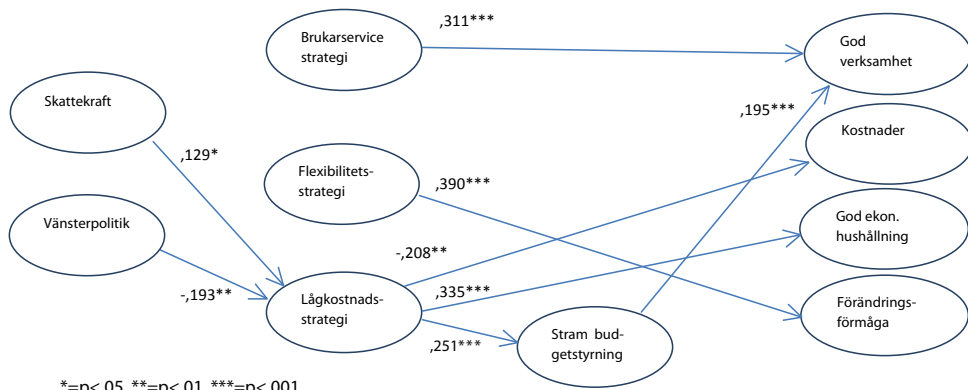 ,311***
Brukarservice
strategi
God
verksamhet
Skattekraft
,195***
Kostnader
,129*
Flexibilitets-
strategi
,390***
Vänsterpolitik
God ekon.
hushållning
-,208**
-,193**
Lågkostnads-
strategi
,335***
Förändrings-
förmåga
,251***
Stram bud-
getstyrning
*=p<,05, **=p<,01, ***=p<,001